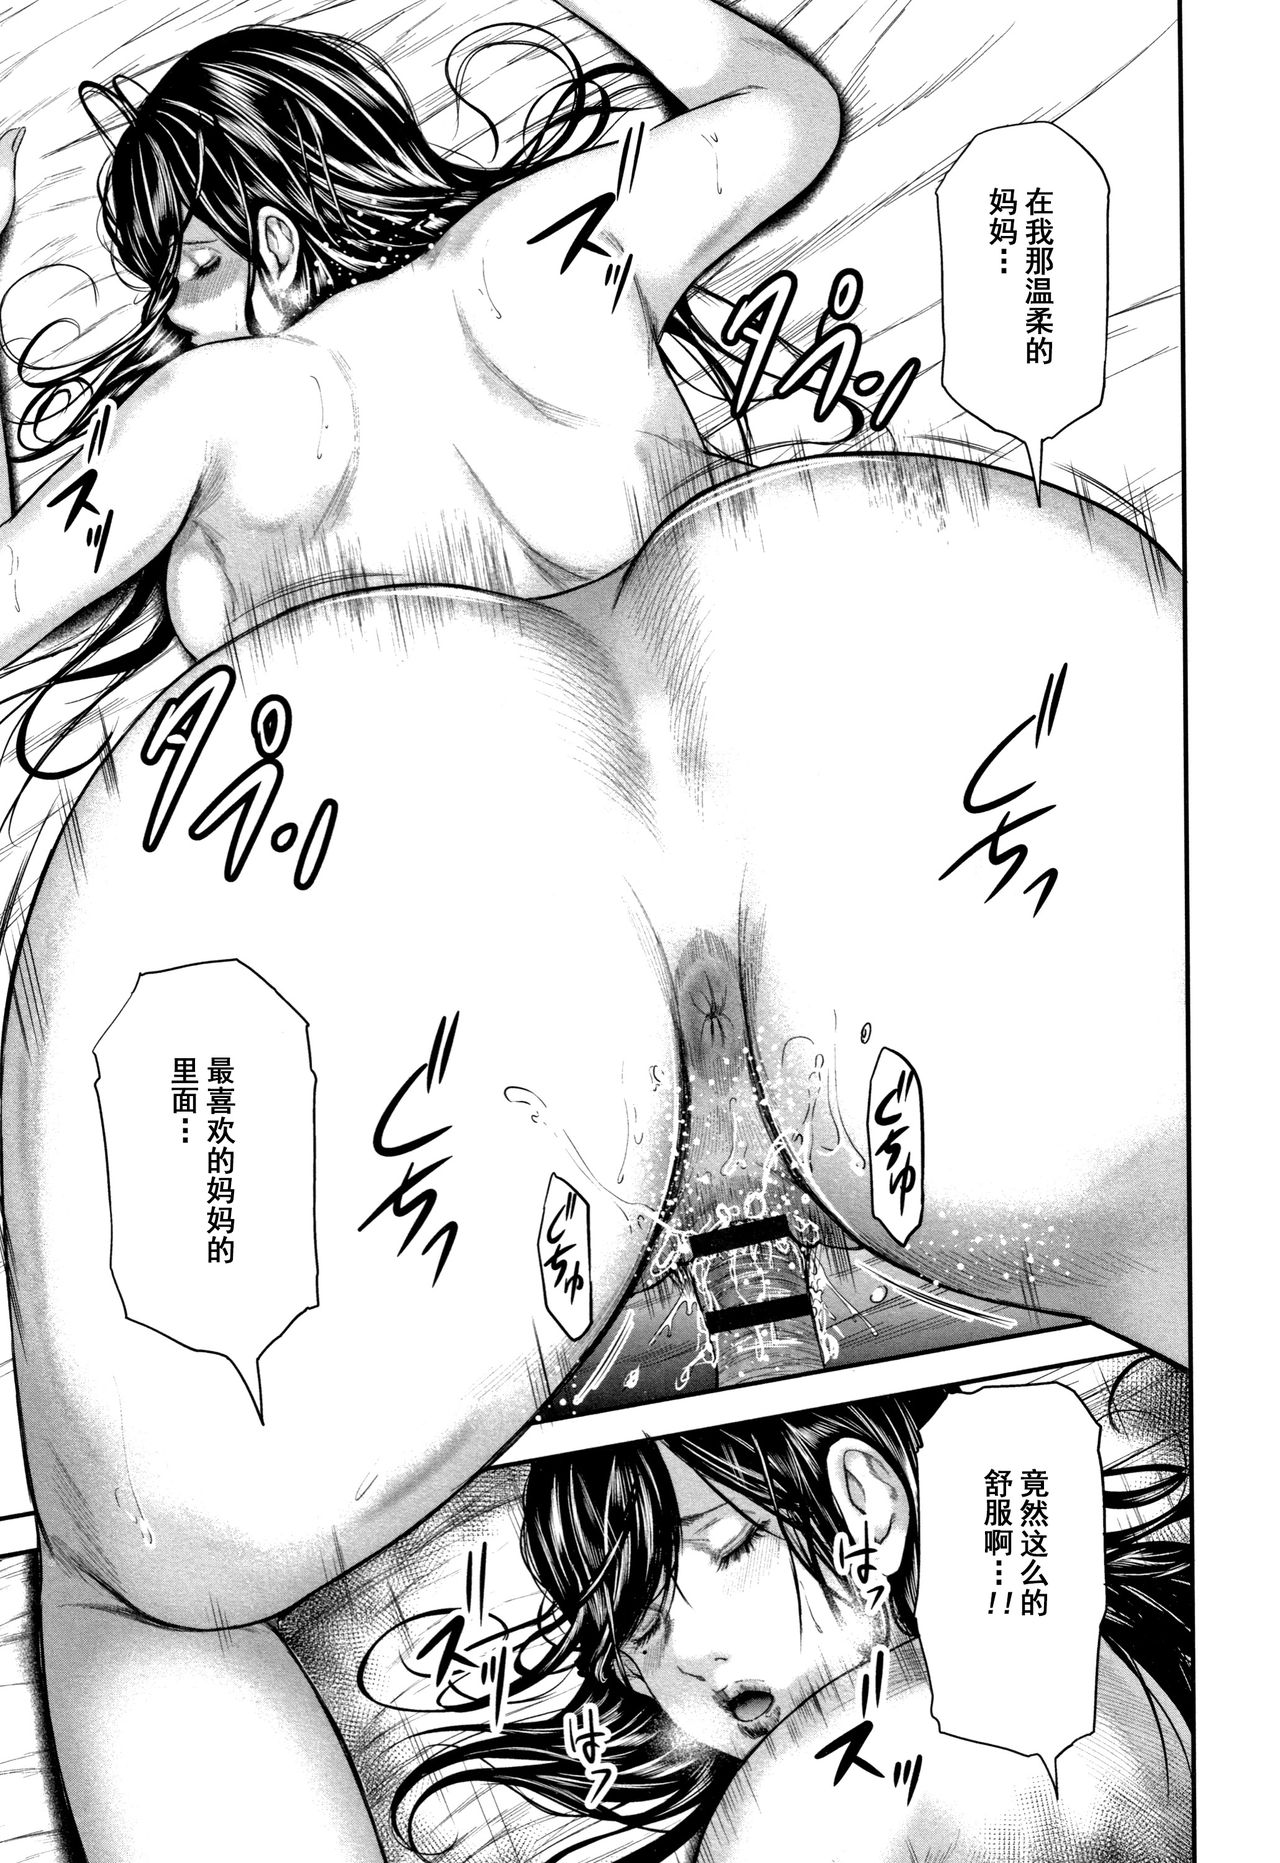 在我那温柔的
妈妈…
タプンッ
ズッ
ズッ
タプンッ
ぐちっ
最喜欢的妈妈的
里面…
ぐちっ
ぐちゅ
ぐちゅ
竟然这么的
舒服啊…!!
はっ
ズッ
はっ
ズッ